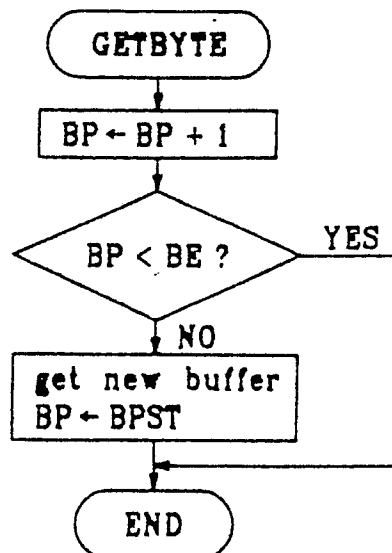 GETBYTE
BP ← BP + 1
BP < BE ?
YES
NO
get new buffer
BP ← BPST
END